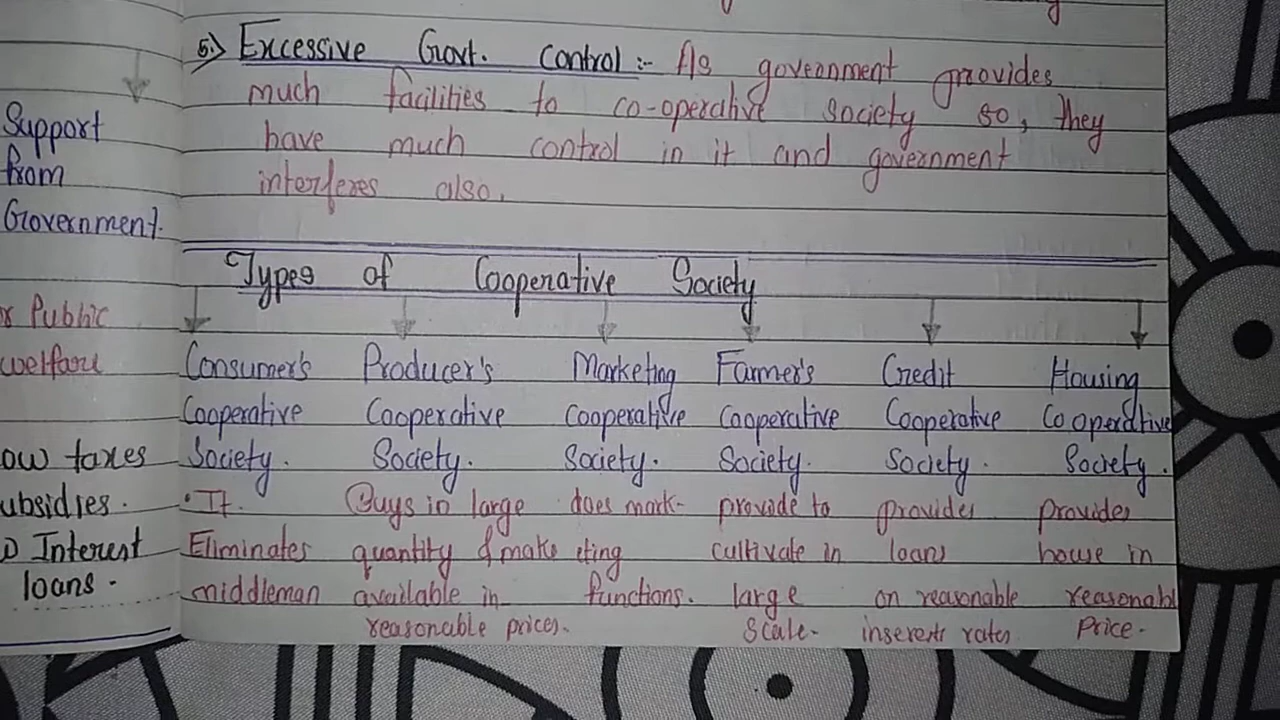 Support
from
Government.
Public
welfare
ow taxes
ubsidies.
Interest
loans.
5.) Excessive Govt. Control :- As government provides
much facilities to co-operative society so, they
have much control in it and government
interferes also.
Types of Cooperative Society
Consumer's Producer's Marketing Farmer's Credit Housing
Cooperative Cooperative Cooperative Cooperative Cooperative Cooperative
Society. Society. Society. Society. Society. Society.
• It Buys in large does mark- provide to provides provides
Eliminates quantity & make eting cultivate in loans house in
middleman available in functions. large on reasonable reasonabl
reasonable prices. scale. inserest rates price.